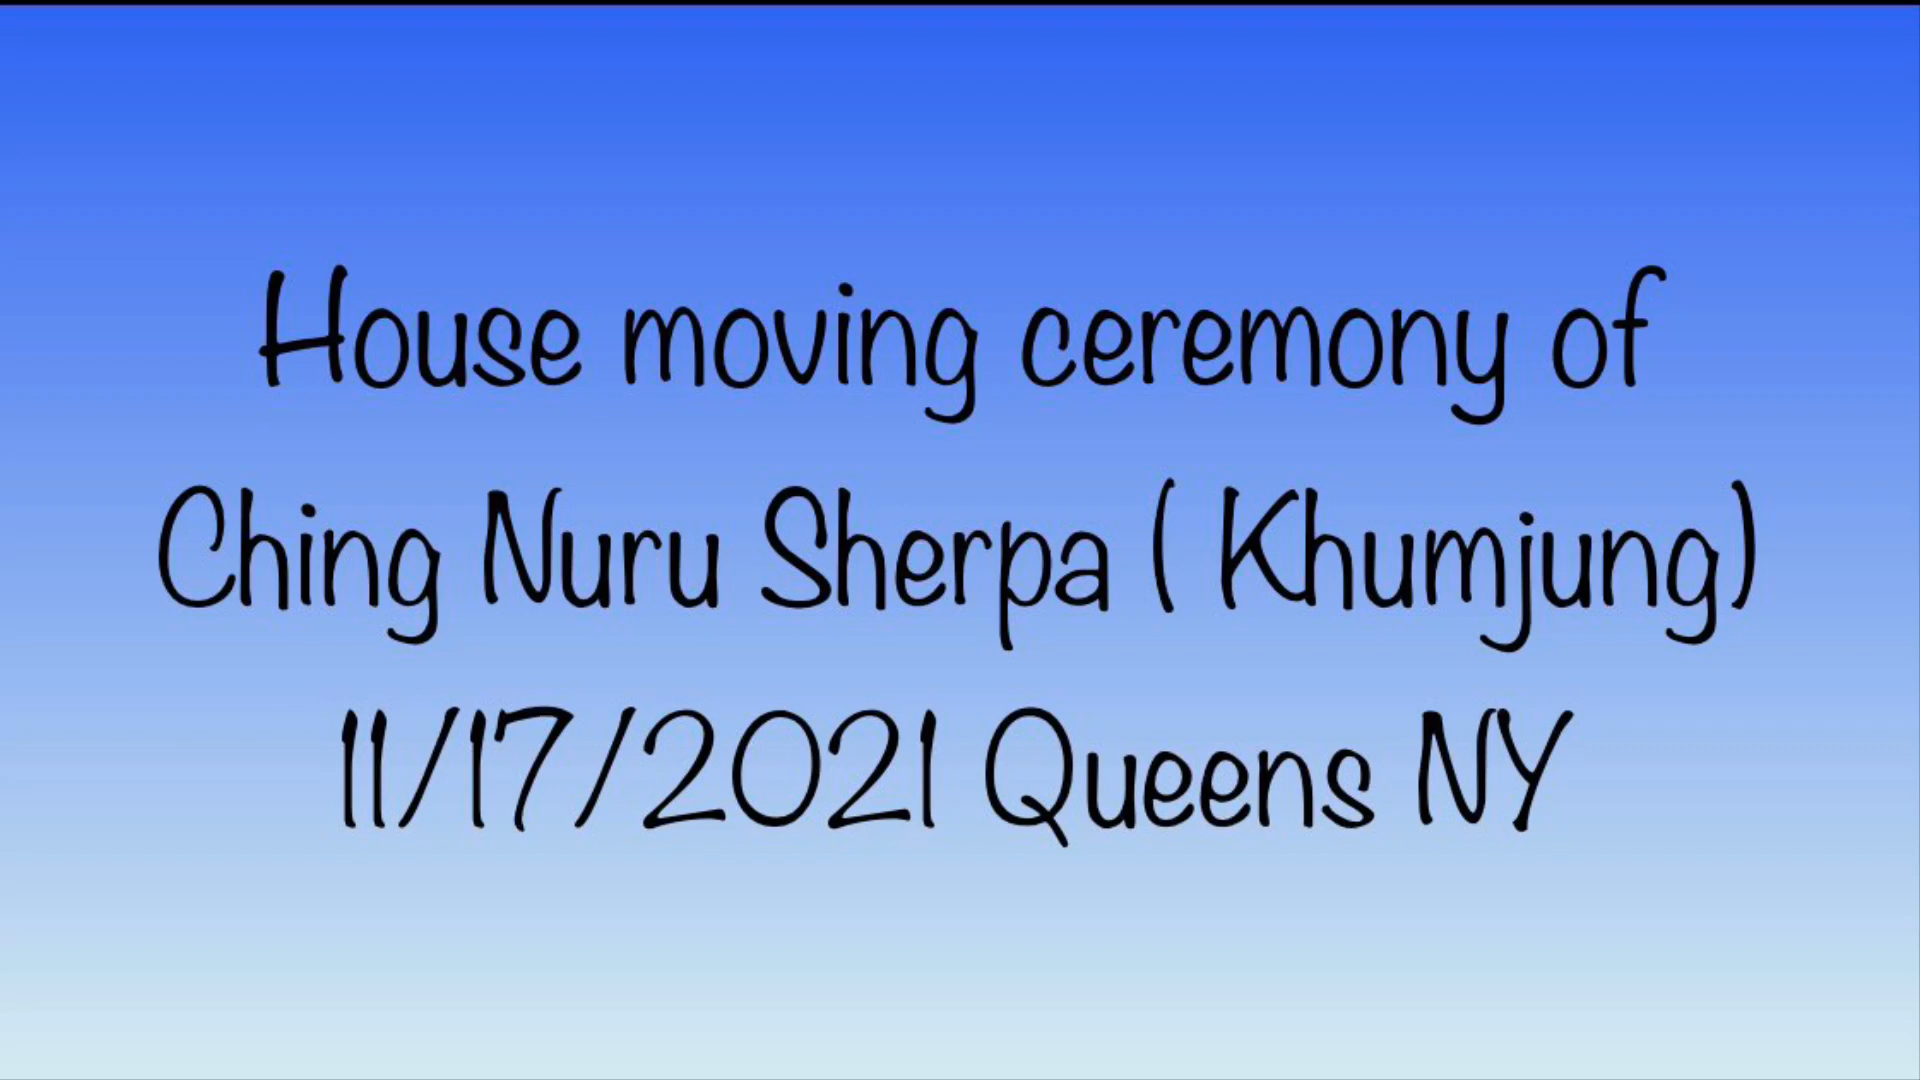 House moving ceremony of
Ching Nuru Sherpa ( Khumjung)
11/17/2021 Queens NY